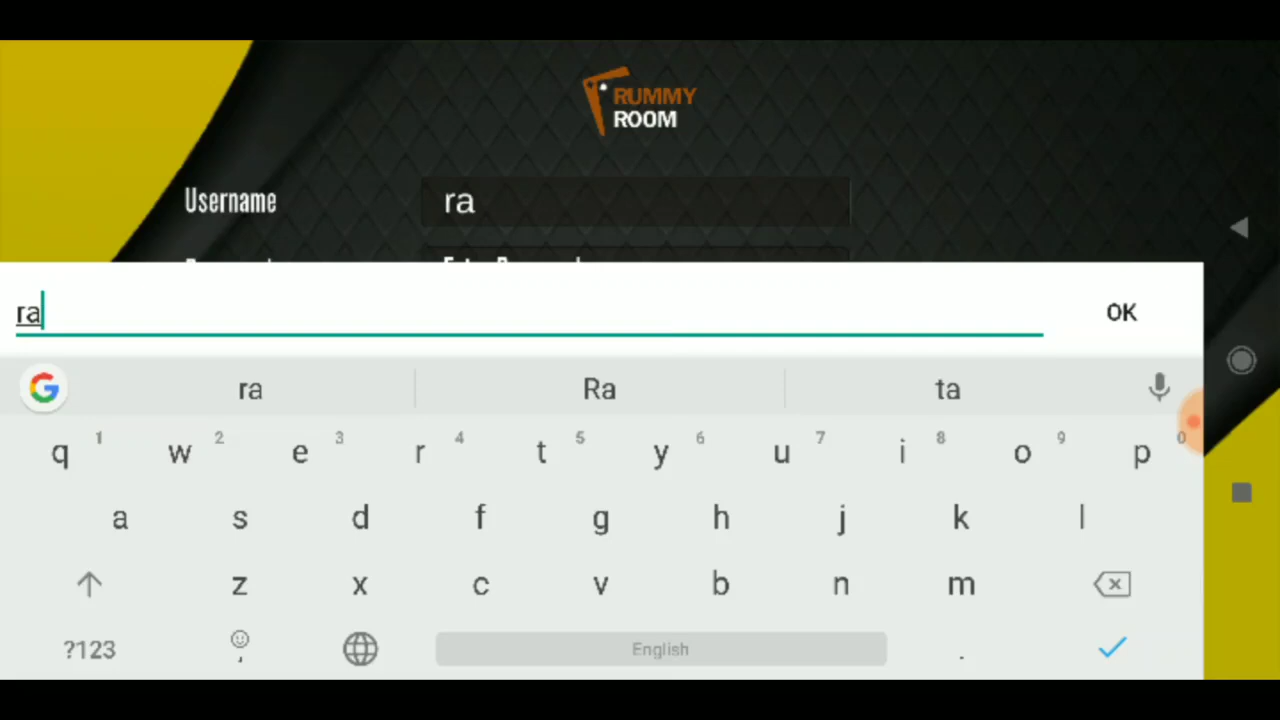 RUMMY
ROOM
Username ra
ra OK
ra Ra ta
q 1 w 2 e 3 r 4 t 5 y 6 u 7 i 8 o 9 p 0
a s d f g h j k l
z x c v b n m
?123 , English .